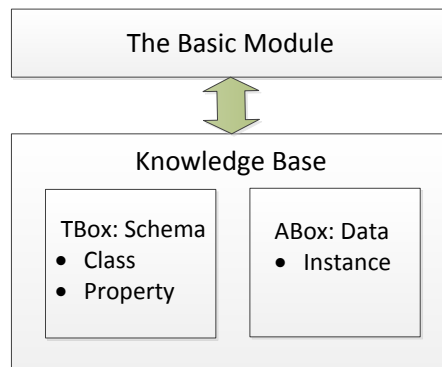 The Basic Module
Knowledge Base
TBox: Schema
• Class
• Property
ABox: Data
• Instance